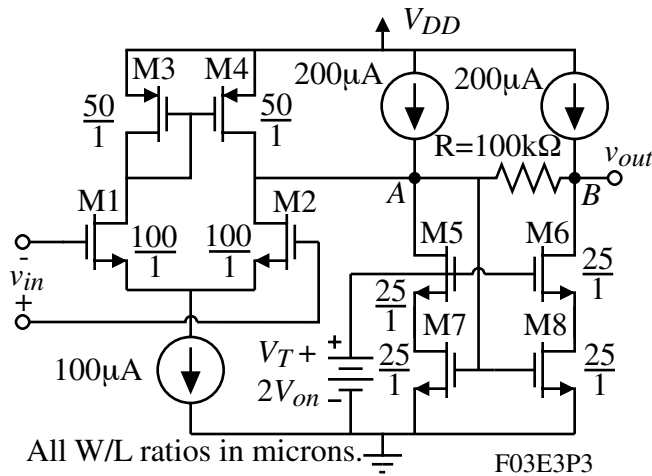 V_DD
M3 M4 200μA 200μA
50/1 50/1
R=100kΩ v_out
A B
M1 M2
100/1 100/1 M5 M6
- v_in +
25/1 25/1
M7 M8
100μA V_T + 2V_on + −
25/1 25/1
All W/L ratios in microns. F03E3P3